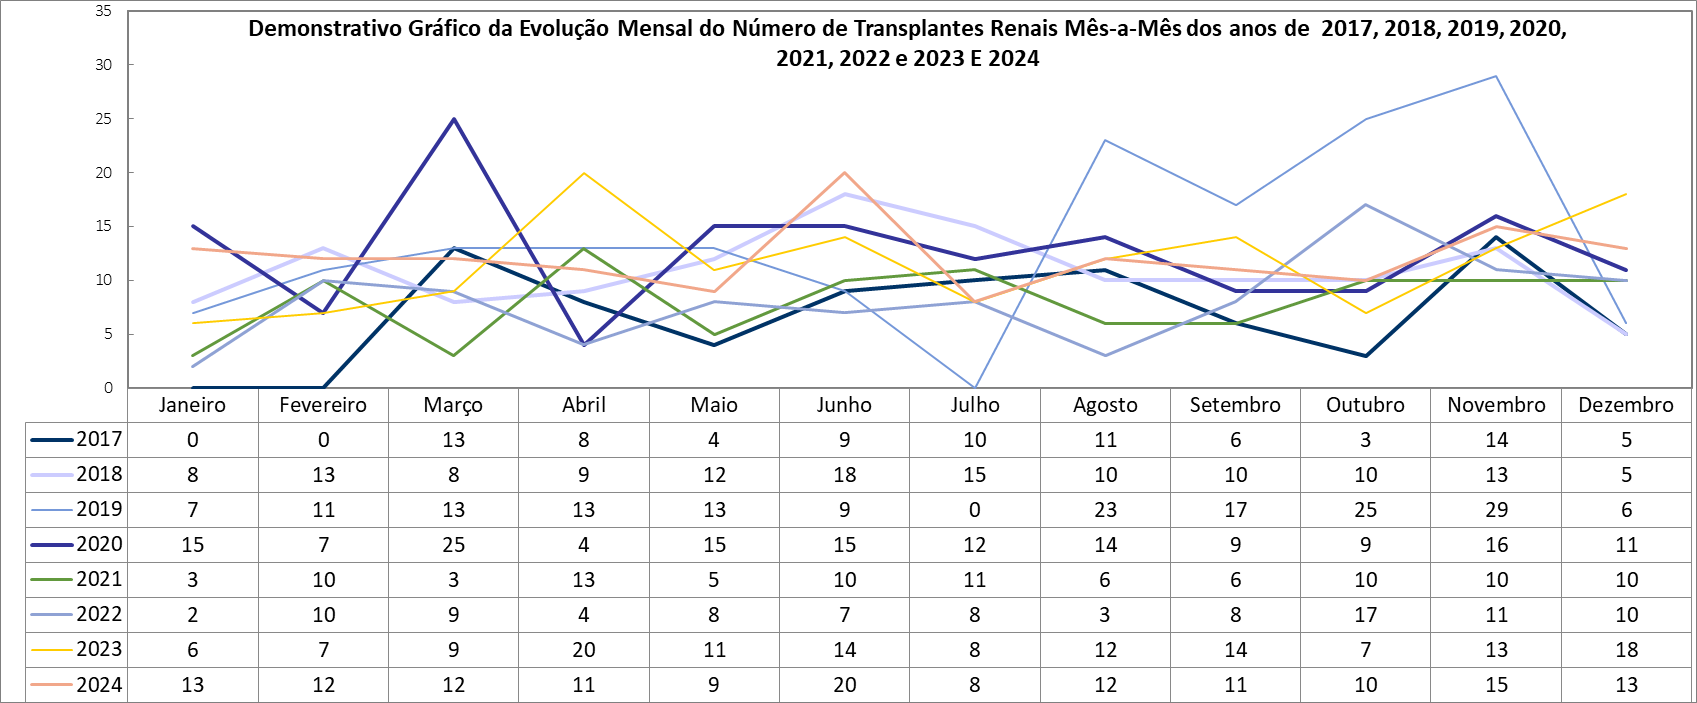 Demonstrativo Gráfico da Evolução Mensal do Número de Transplantes Renais Mês-a-Mês dos anos de 2017, 2018, 2019, 2020,
2021, 2022 e 2023 E 2024
35
30
25
20
15
10
5
0
Janeiro Fevereiro Março Abril Maio Junho Julho Agosto Setembro Outubro Novembro Dezembro
2017 0 0 13 8 4 9 10 11 6 3 14 5
2018 8 13 8 9 12 18 15 10 10 10 13 5
2019 7 11 13 13 13 9 0 23 17 25 29 6
2020 15 7 25 4 15 15 12 14 9 9 16 11
2021 3 10 3 13 5 10 11 6 6 10 10 10
2022 2 10 9 4 8 7 8 3 8 17 11 10
2023 6 7 9 20 11 14 8 12 14 7 13 18
2024 13 12 12 11 9 20 8 12 11 10 15 13